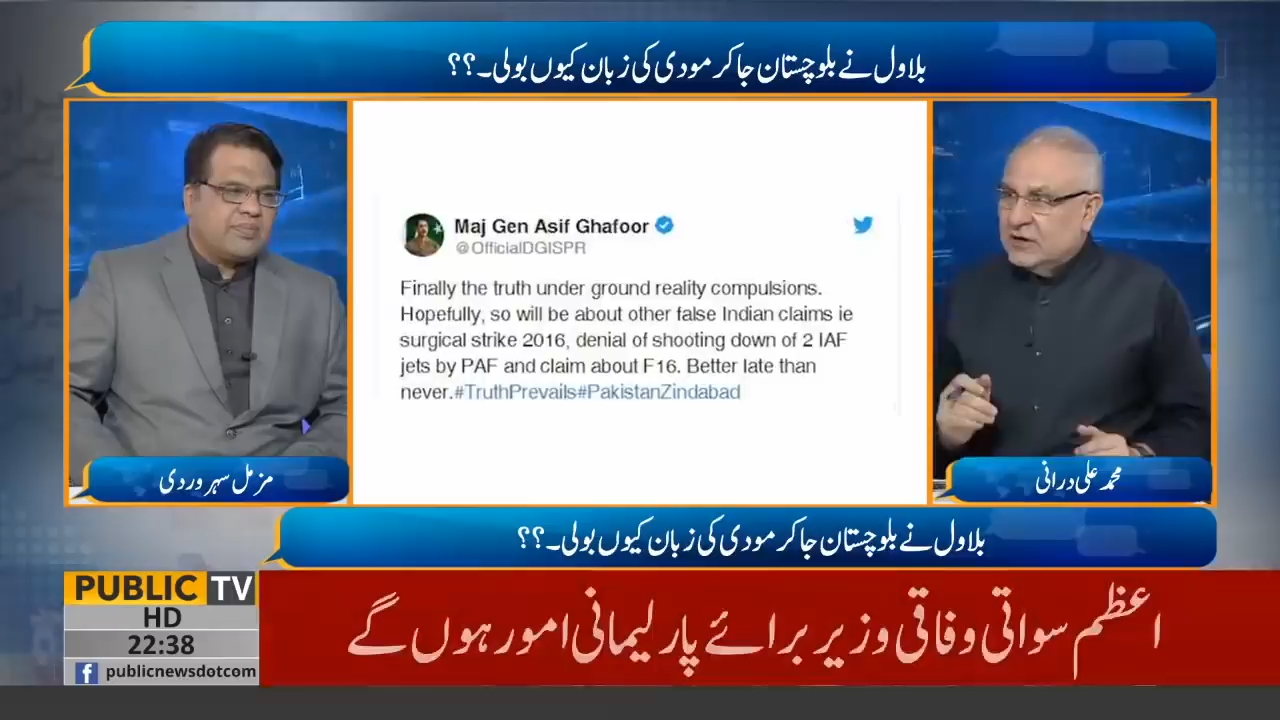 بلاول نے بلوچستان جا کر مودی کی زبان کیوں بولی۔؟؟
Maj Gen Asif Ghafoor
@OfficialDGISPR
Finally the truth under ground reality compulsions.
Hopefully, so will be about other false Indian claims ie
surgical strike 2016, denial of shooting down of 2 IAF
jets by PAF and claim about F16. Better late than
never.#TruthPrevails#PakistanZindabad
مزمل سہروردی
محمد علی درانی
بلاول نے بلوچستان جا کر مودی کی زبان کیوں بولی۔؟؟
PUBLIC TV
HD
22:38
publicnewsdotcom
اعظم سواتی وفاقی وزیر برائے پارلیمانی امور ہوں گے